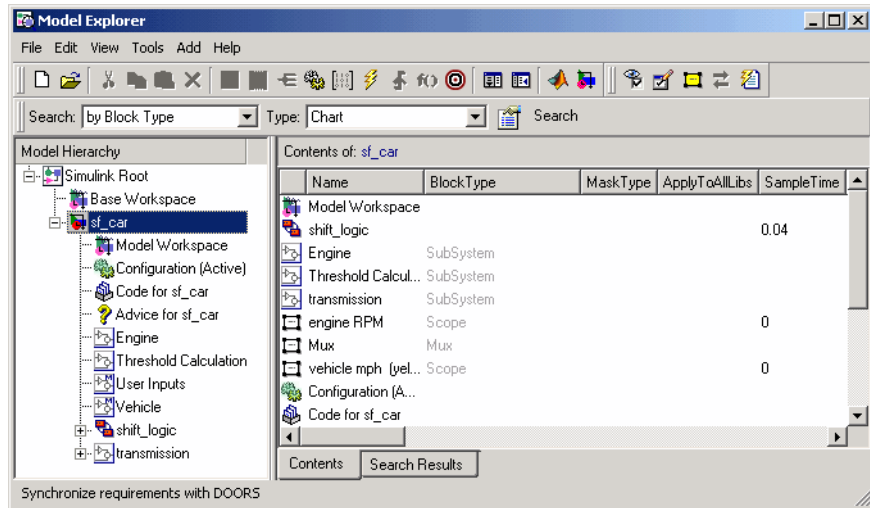 Model Explorer
File Edit View Tools Add Help
Search: by Block Type Type: Chart Search
Model Hierarchy
Simulink Root
Base Workspace
sf_car
Model Workspace
Configuration (Active)
Code for sf_car
Advice for sf_car
Engine
Threshold Calculation
User Inputs
Vehicle
shift_logic
transmission
Contents of: sf_car
Name BlockType MaskType ApplyToAllLibs SampleTime
Model Workspace
shift_logic 0.04
Engine SubSystem
Threshold Calcul... SubSystem
transmission SubSystem
engine RPM Scope 0
Mux Mux
vehicle mph (yel... Scope 0
Configuration (A...
Code for sf_car
Contents Search Results
Synchronize requirements with DOORS